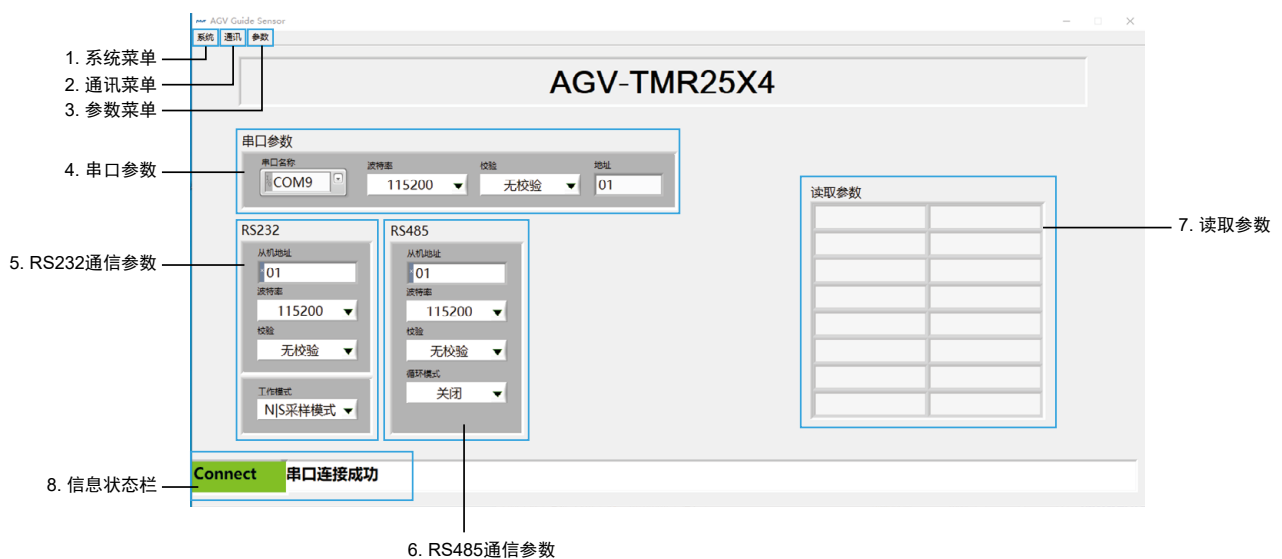 AGV Guide Sensor
系统 通讯 参数
1. 系统菜单
2. 通讯菜单
3. 参数菜单
AGV-TMR25X4
串口参数
串口名称 波特率 校验 地址
4. 串口参数
COM9 115200 无校验 01
读取参数
7. 读取参数
RS232 RS485
从机地址 从机地址
5. RS232通信参数
01 01
波特率 波特率
115200 115200
校验 校验
无校验 无校验
循环模式
工作模式
关闭
N|S采样模式
Connect 串口连接成功
8. 信息状态栏
6. RS485通信参数